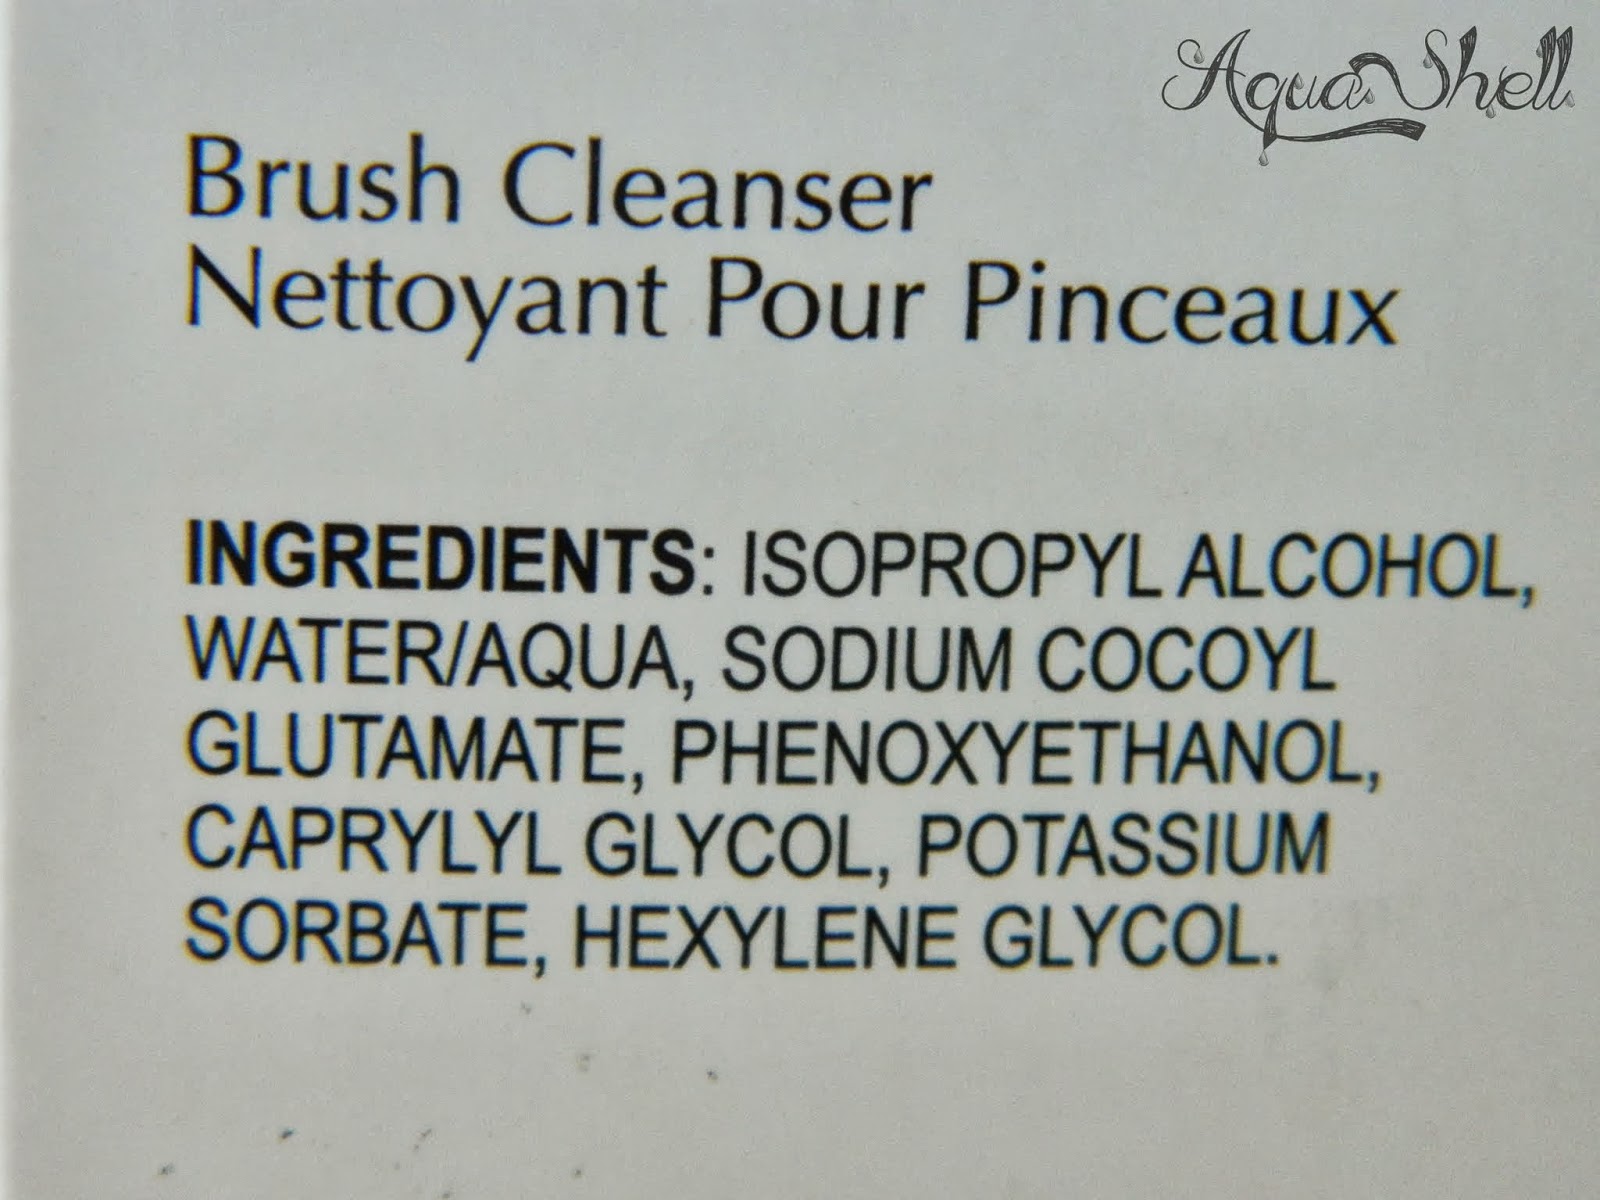 Aqua Shell
Brush Cleanser
Nettoyant Pour Pinceaux
INGREDIENTS: ISOPROPYL ALCOHOL,
WATER/AQUA, SODIUM COCOYL
GLUTAMATE, PHENOXYETHANOL,
CAPRYLYL GLYCOL, POTASSIUM
SORBATE, HEXYLENE GLYCOL.